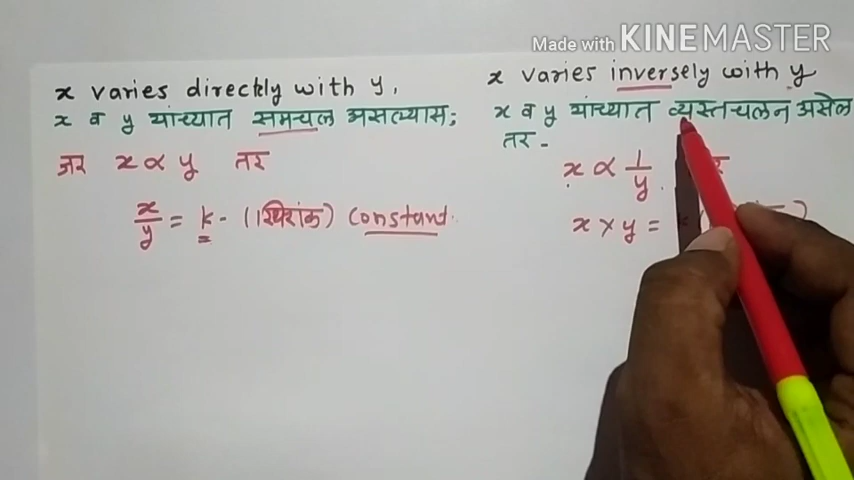 Made with KINEMASTER
x varies directly with y.
x व y यांच्यात समचल असल्यास;
जर x ∝ y तर
x/y = k - (स्थिरांक) constant.
x varies inversely with y
x व y यांच्यात व्यस्तचलन असेल
तर -
x ∝ 1/y
x × y =